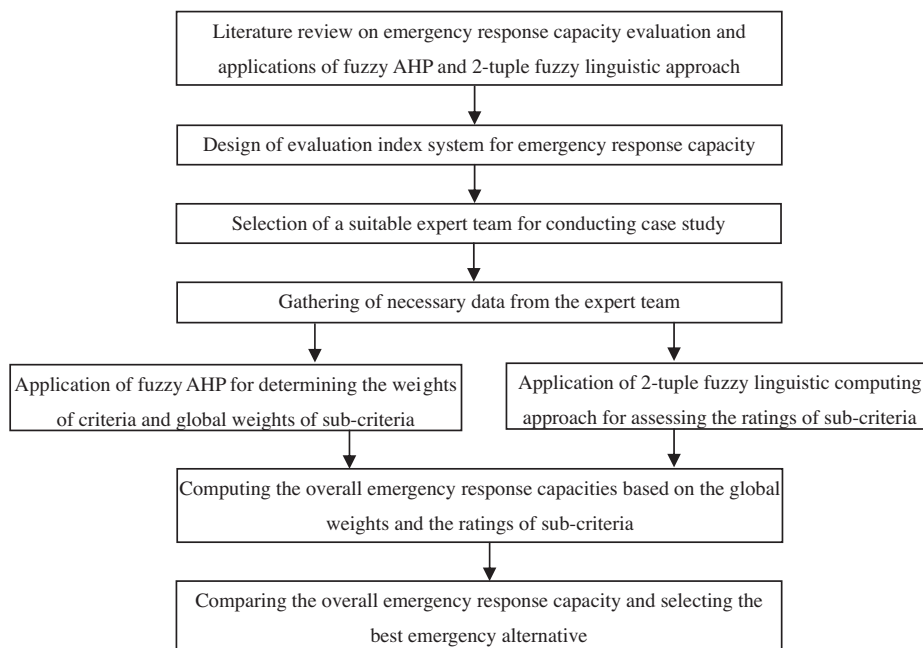 Literature review on emergency response capacity evaluation and
applications of fuzzy AHP and 2-tuple fuzzy linguistic approach
Design of evaluation index system for emergency response capacity
Selection of a suitable expert team for conducting case study
Gathering of necessary data from the expert team
Application of fuzzy AHP for determining the weights
of criteria and global weights of sub-criteria
Application of 2-tuple fuzzy linguistic computing
approach for assessing the ratings of sub-criteria
Computing the overall emergency response capacities based on the global
weights and the ratings of sub-criteria
Comparing the overall emergency response capacity and selecting the
best emergency alternative